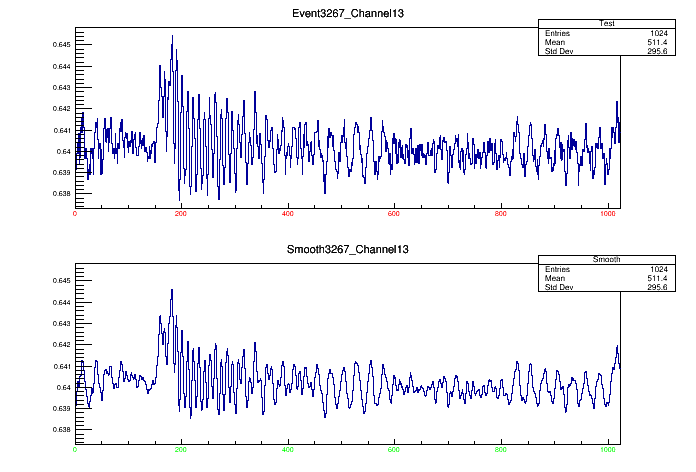 Event3267_Channel13
Test
Entries 1024
Mean 511.4
Std Dev 295.6
0.645
0.644
0.643
0.642
0.641
0.64
0.639
0.638
0 200 400 600 800 1000
Smooth3267_Channel13
Smooth
Entries 1024
Mean 511.4
Std Dev 295.6
0.645
0.644
0.643
0.642
0.641
0.64
0.639
0.638
0 200 400 600 800 1000